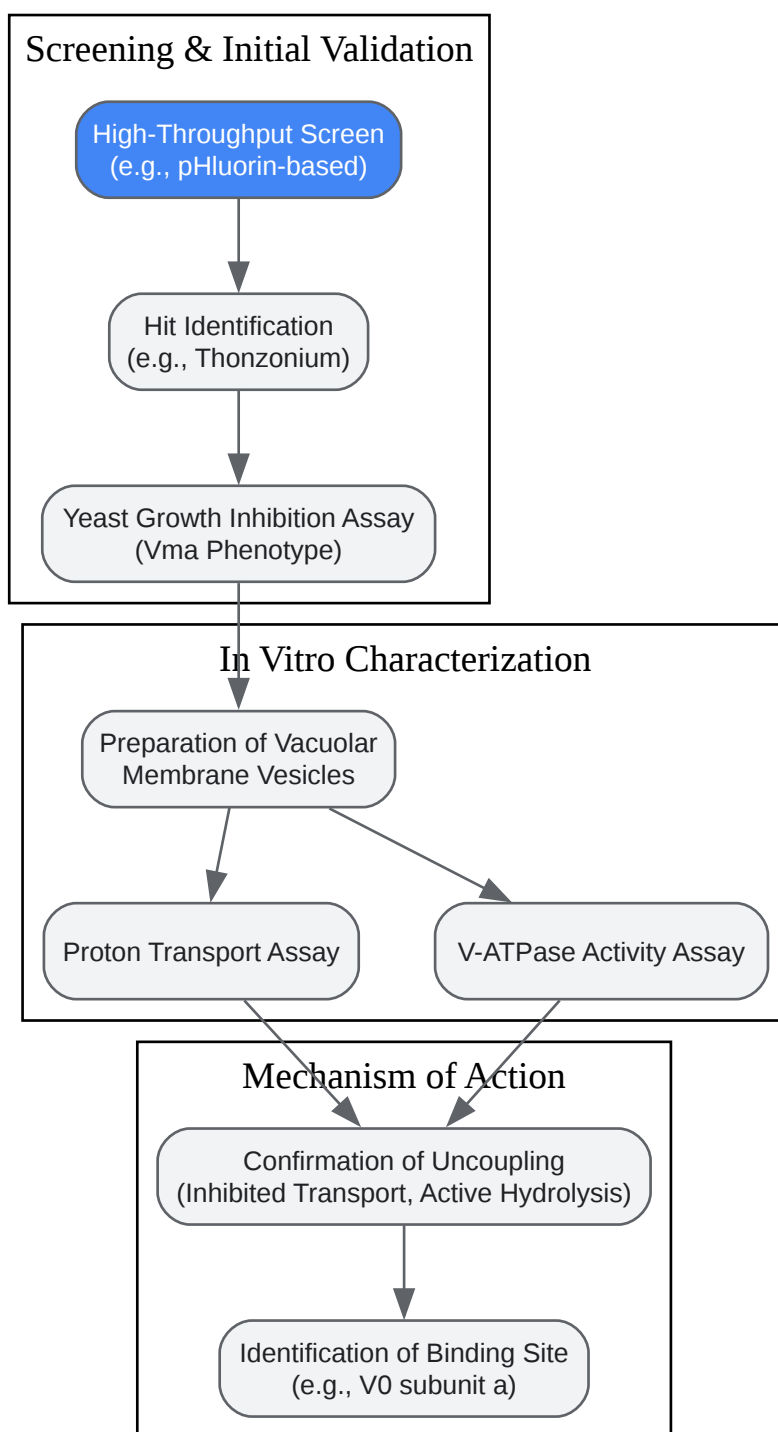 Screening & Initial Validation
High-Throughput Screen
(e.g., pHluorin-based)
Hit Identification
(e.g., Thonzonium)
Yeast Growth Inhibition Assay
(Vma Phenotype)
In Vitro Characterization
Preparation of Vacuolar
Membrane Vesicles
Proton Transport Assay
V-ATPase Activity Assay
Mechanism of Action
Confirmation of Uncoupling
(Inhibited Transport, Active Hydrolysis)
Identification of Binding Site
(e.g., V0 subunit a)